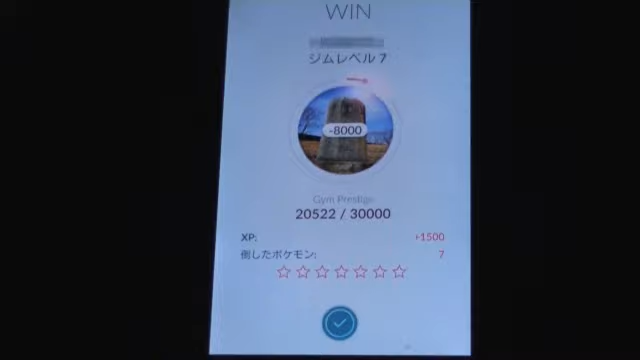 WIN
ジムレベル 7
-8000
Gym Prestige
20522 / 30000
XP: +1500
倒したポケモン: 7